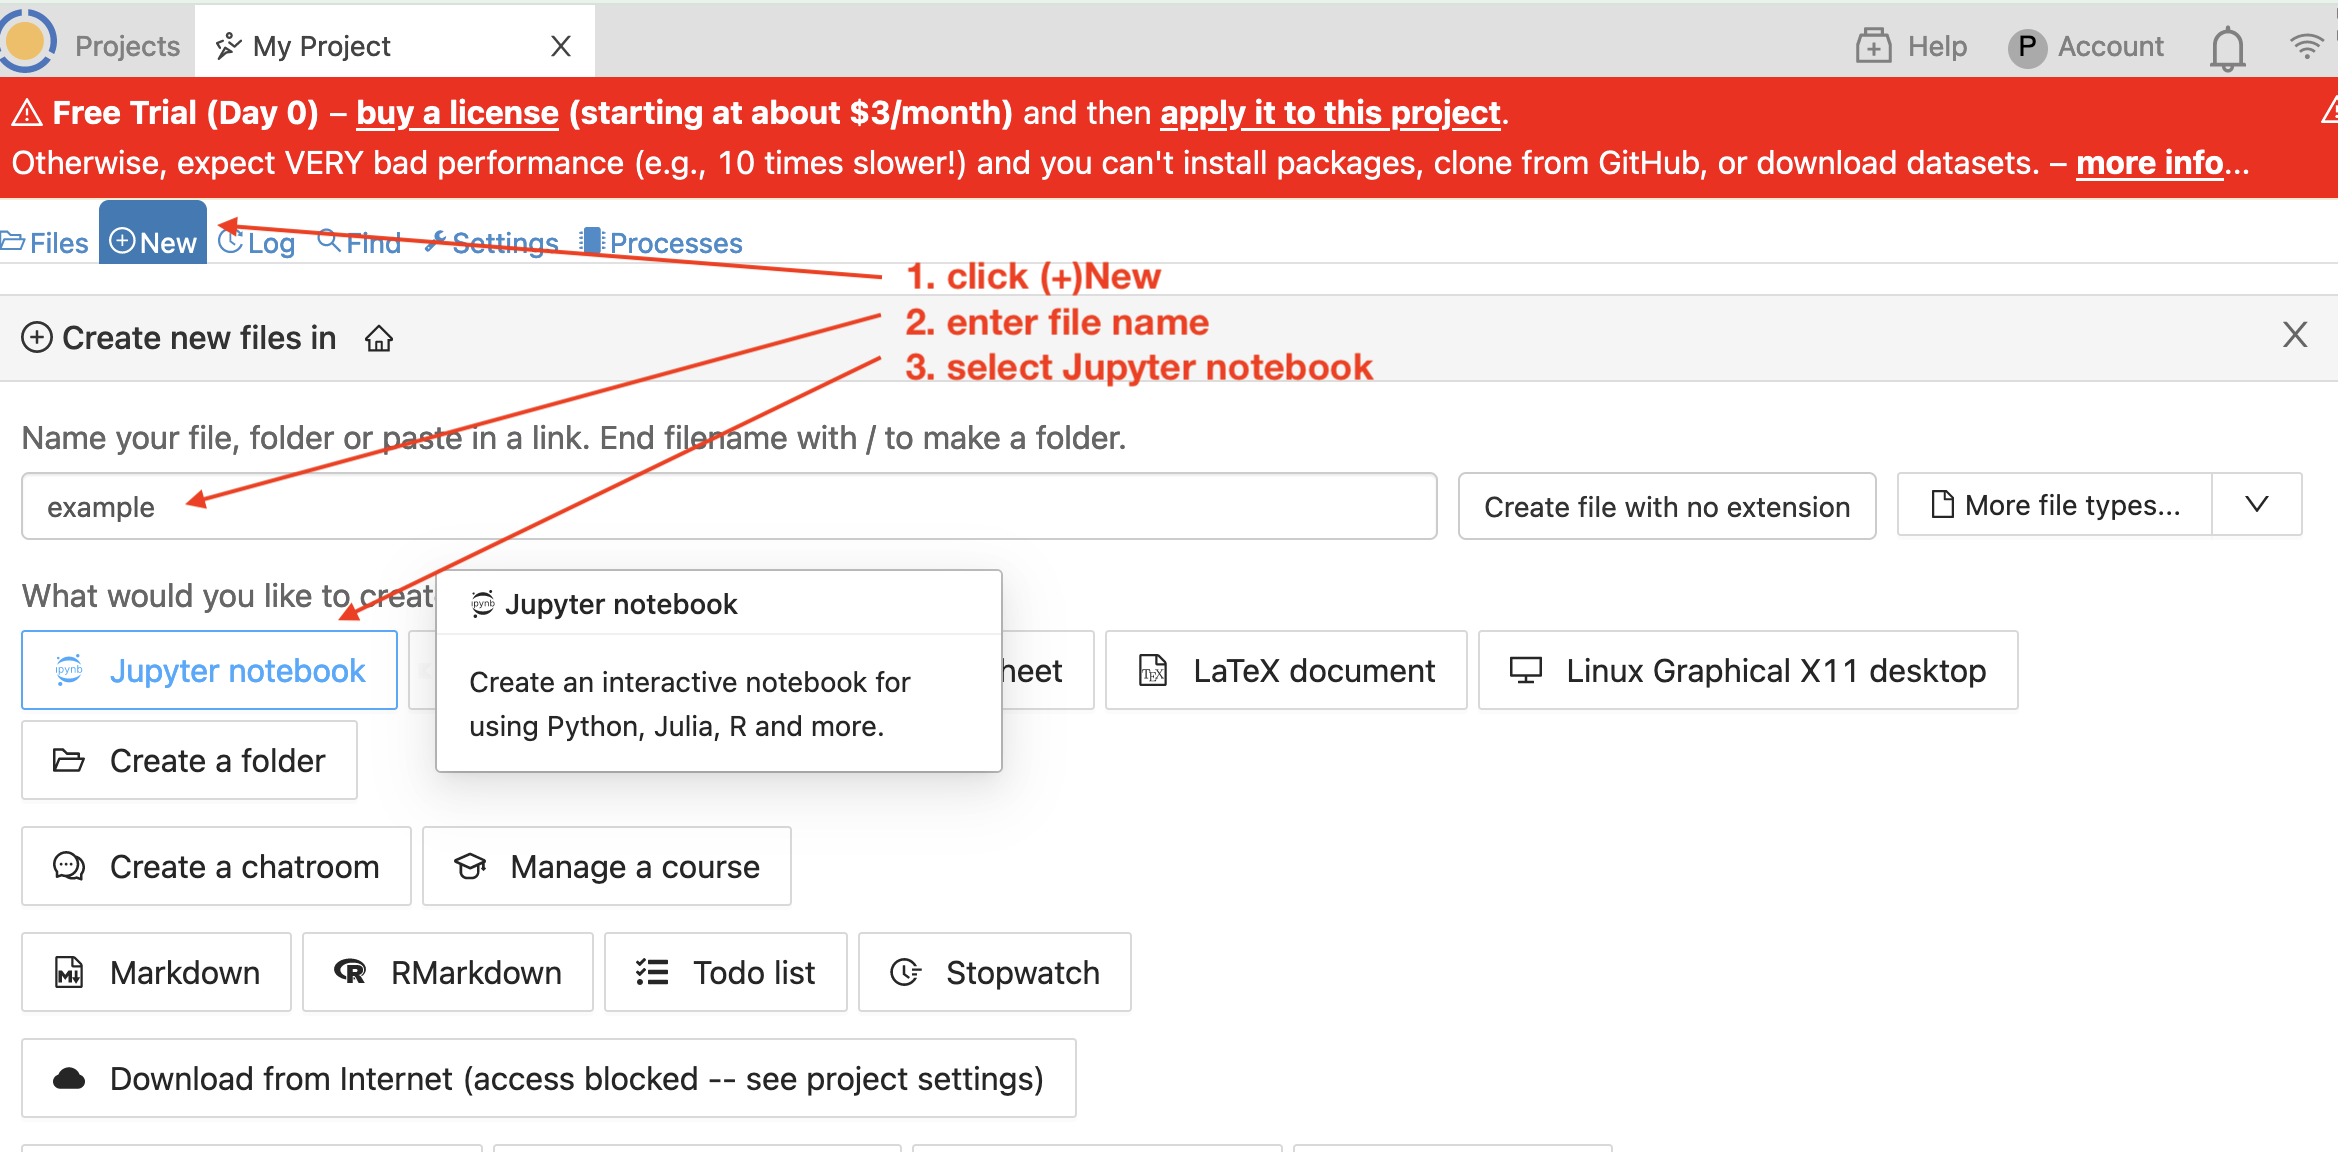 Projects My Project X Help P Account
Free Trial (Day 0) – buy a license (starting at about $3/month) and then apply it to this project.
Otherwise, expect VERY bad performance (e.g., 10 times slower!) and you can't install packages, clone from GitHub, or download datasets. – more info...
Files New Log Find Settings Processes
1. click (+)New
2. enter file name
3. select Jupyter notebook
Create new files in X
Name your file, folder or paste in a link. End filename with / to make a folder.
example Create file with no extension More file types...
What would you like to creat
Jupyter notebook
Create an interactive notebook for
using Python, Julia, R and more.
ipynb Jupyter notebook heet LaTeX document Linux Graphical X11 desktop
Create a folder
Create a chatroom Manage a course
Markdown RMarkdown Todo list Stopwatch
Download from Internet (access blocked -- see project settings)